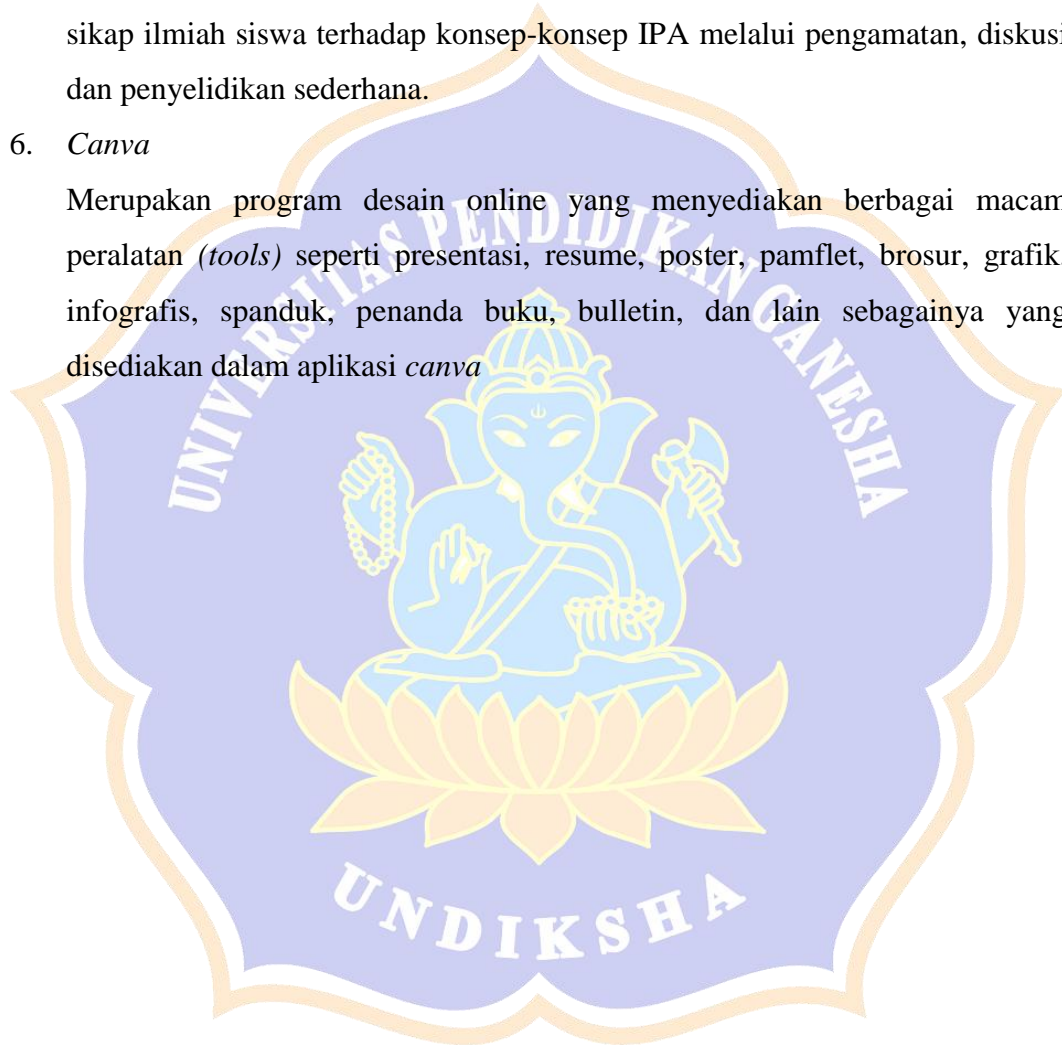 sikap ilmiah siswa terhadap konsep-konsep IPA melalui pengamatan, diskusi
dan penyelidikan sederhana.
6. Canva
Merupakan program desain online yang menyediakan berbagai macam
peralatan (tools) seperti presentasi, resume, poster, pamflet, brosur, grafik,
infografis, spanduk, penanda buku, bulletin, dan lain sebagainya yang
disediakan dalam aplikasi canva
UNIVERSITAS PENDIDIKAN GANESHA
UNDIKSHA